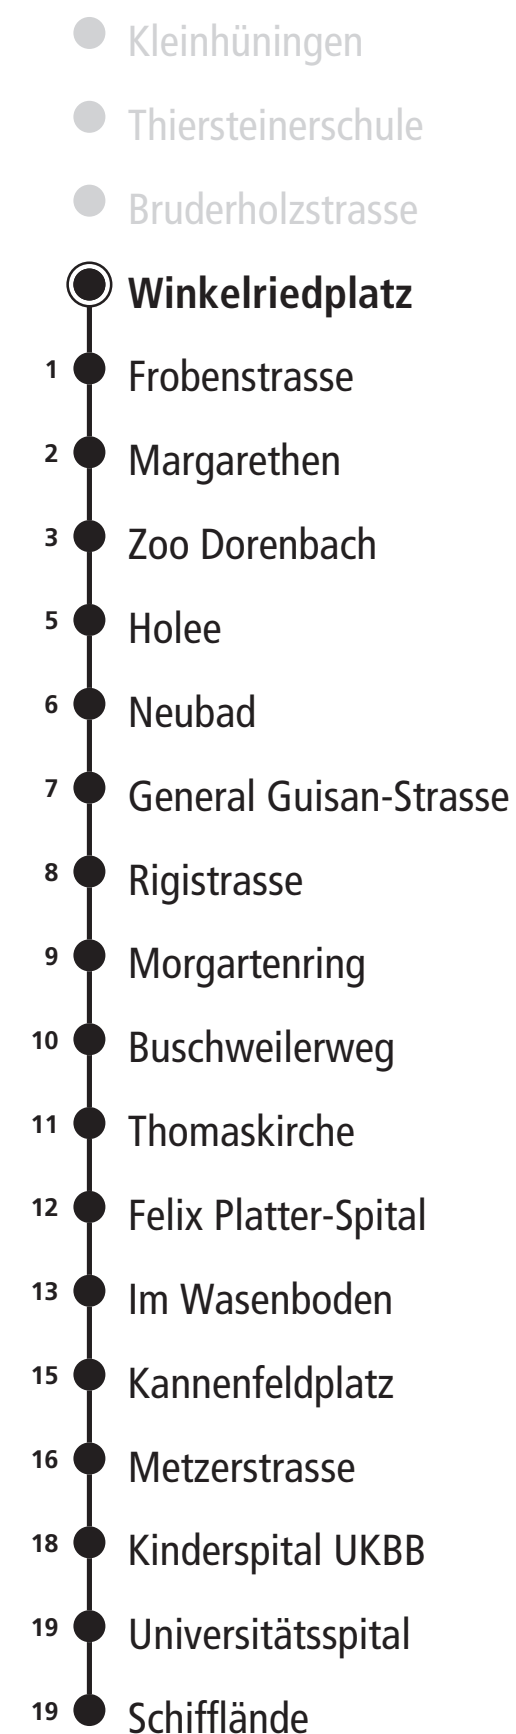 Kleinhüningen
Thiersteinerschule
Bruderholzstrasse
Winkelriedplatz
1 Frobenstrasse
2 Margarethen
3 Zoo Dorenbach
5 Holee
6 Neubad
7 General Guisan-Strasse
8 Rigistrasse
9 Morgartenring
10 Buschweilerweg
11 Thomaskirche
12 Felix Platter-Spital
13 Im Wasenboden
15 Kannenfeldplatz
16 Metzerstrasse
18 Kinderspital UKBB
19 Universitätsspital
19 Schifflände